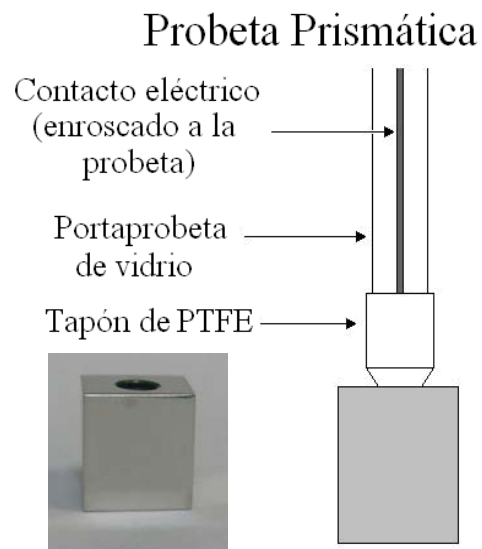 Probeta Prismática
Contacto eléctrico
(enroscado a la
probeta)
Portaprobeta
de vidrio
Tapón de PTFE